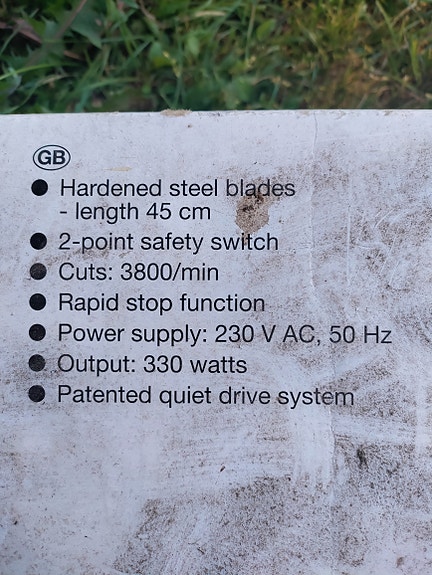 GB
● Hardened steel blades
- length 45 cm
● 2-point safety switch
● Cuts: 3800/min
● Rapid stop function
● Power supply: 230 V AC, 50 Hz
● Output: 330 watts
● Patented quiet drive system